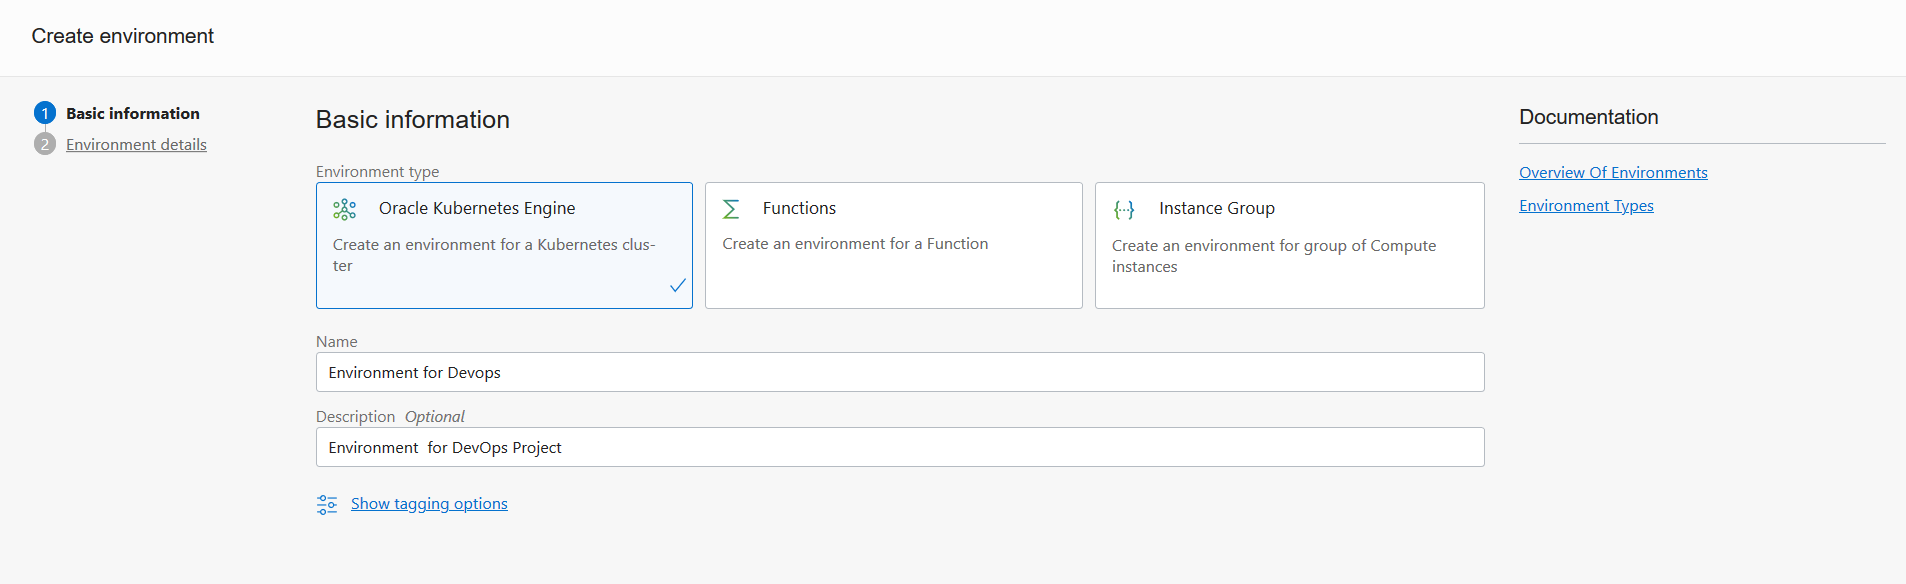 Create environment
1 Basic information
2 Environment details
Basic information
Environment type
Oracle Kubernetes Engine
Create an environment for a Kubernetes clus-
ter
Functions
Create an environment for a Function
Instance Group
Create an environment for group of Compute
instances
Name
Environment for Devops
Description Optional
Environment  for DevOps Project
Show tagging options
Documentation
Overview Of Environments
Environment Types